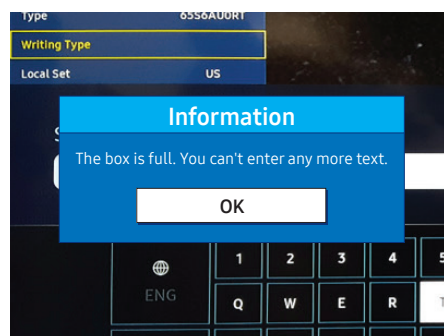 Type 65S6AU0RT
Writing Type
Local Set US
Information
The box is full. You can't enter any more text.
OK
1 2 3 4 5
ENG
Q W E R